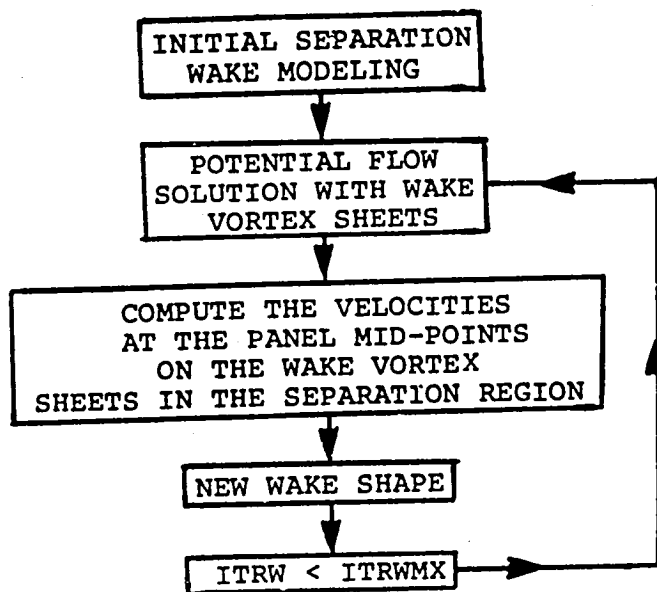 INITIAL SEPARATION
WAKE MODELING
POTENTIAL FLOW
SOLUTION WITH WAKE
VORTEX SHEETS
COMPUTE THE VELOCITIES
AT THE PANEL MID-POINTS
ON THE WAKE VORTEX
SHEETS IN THE SEPARATION REGION
NEW WAKE SHAPE
ITRW < ITRWMX